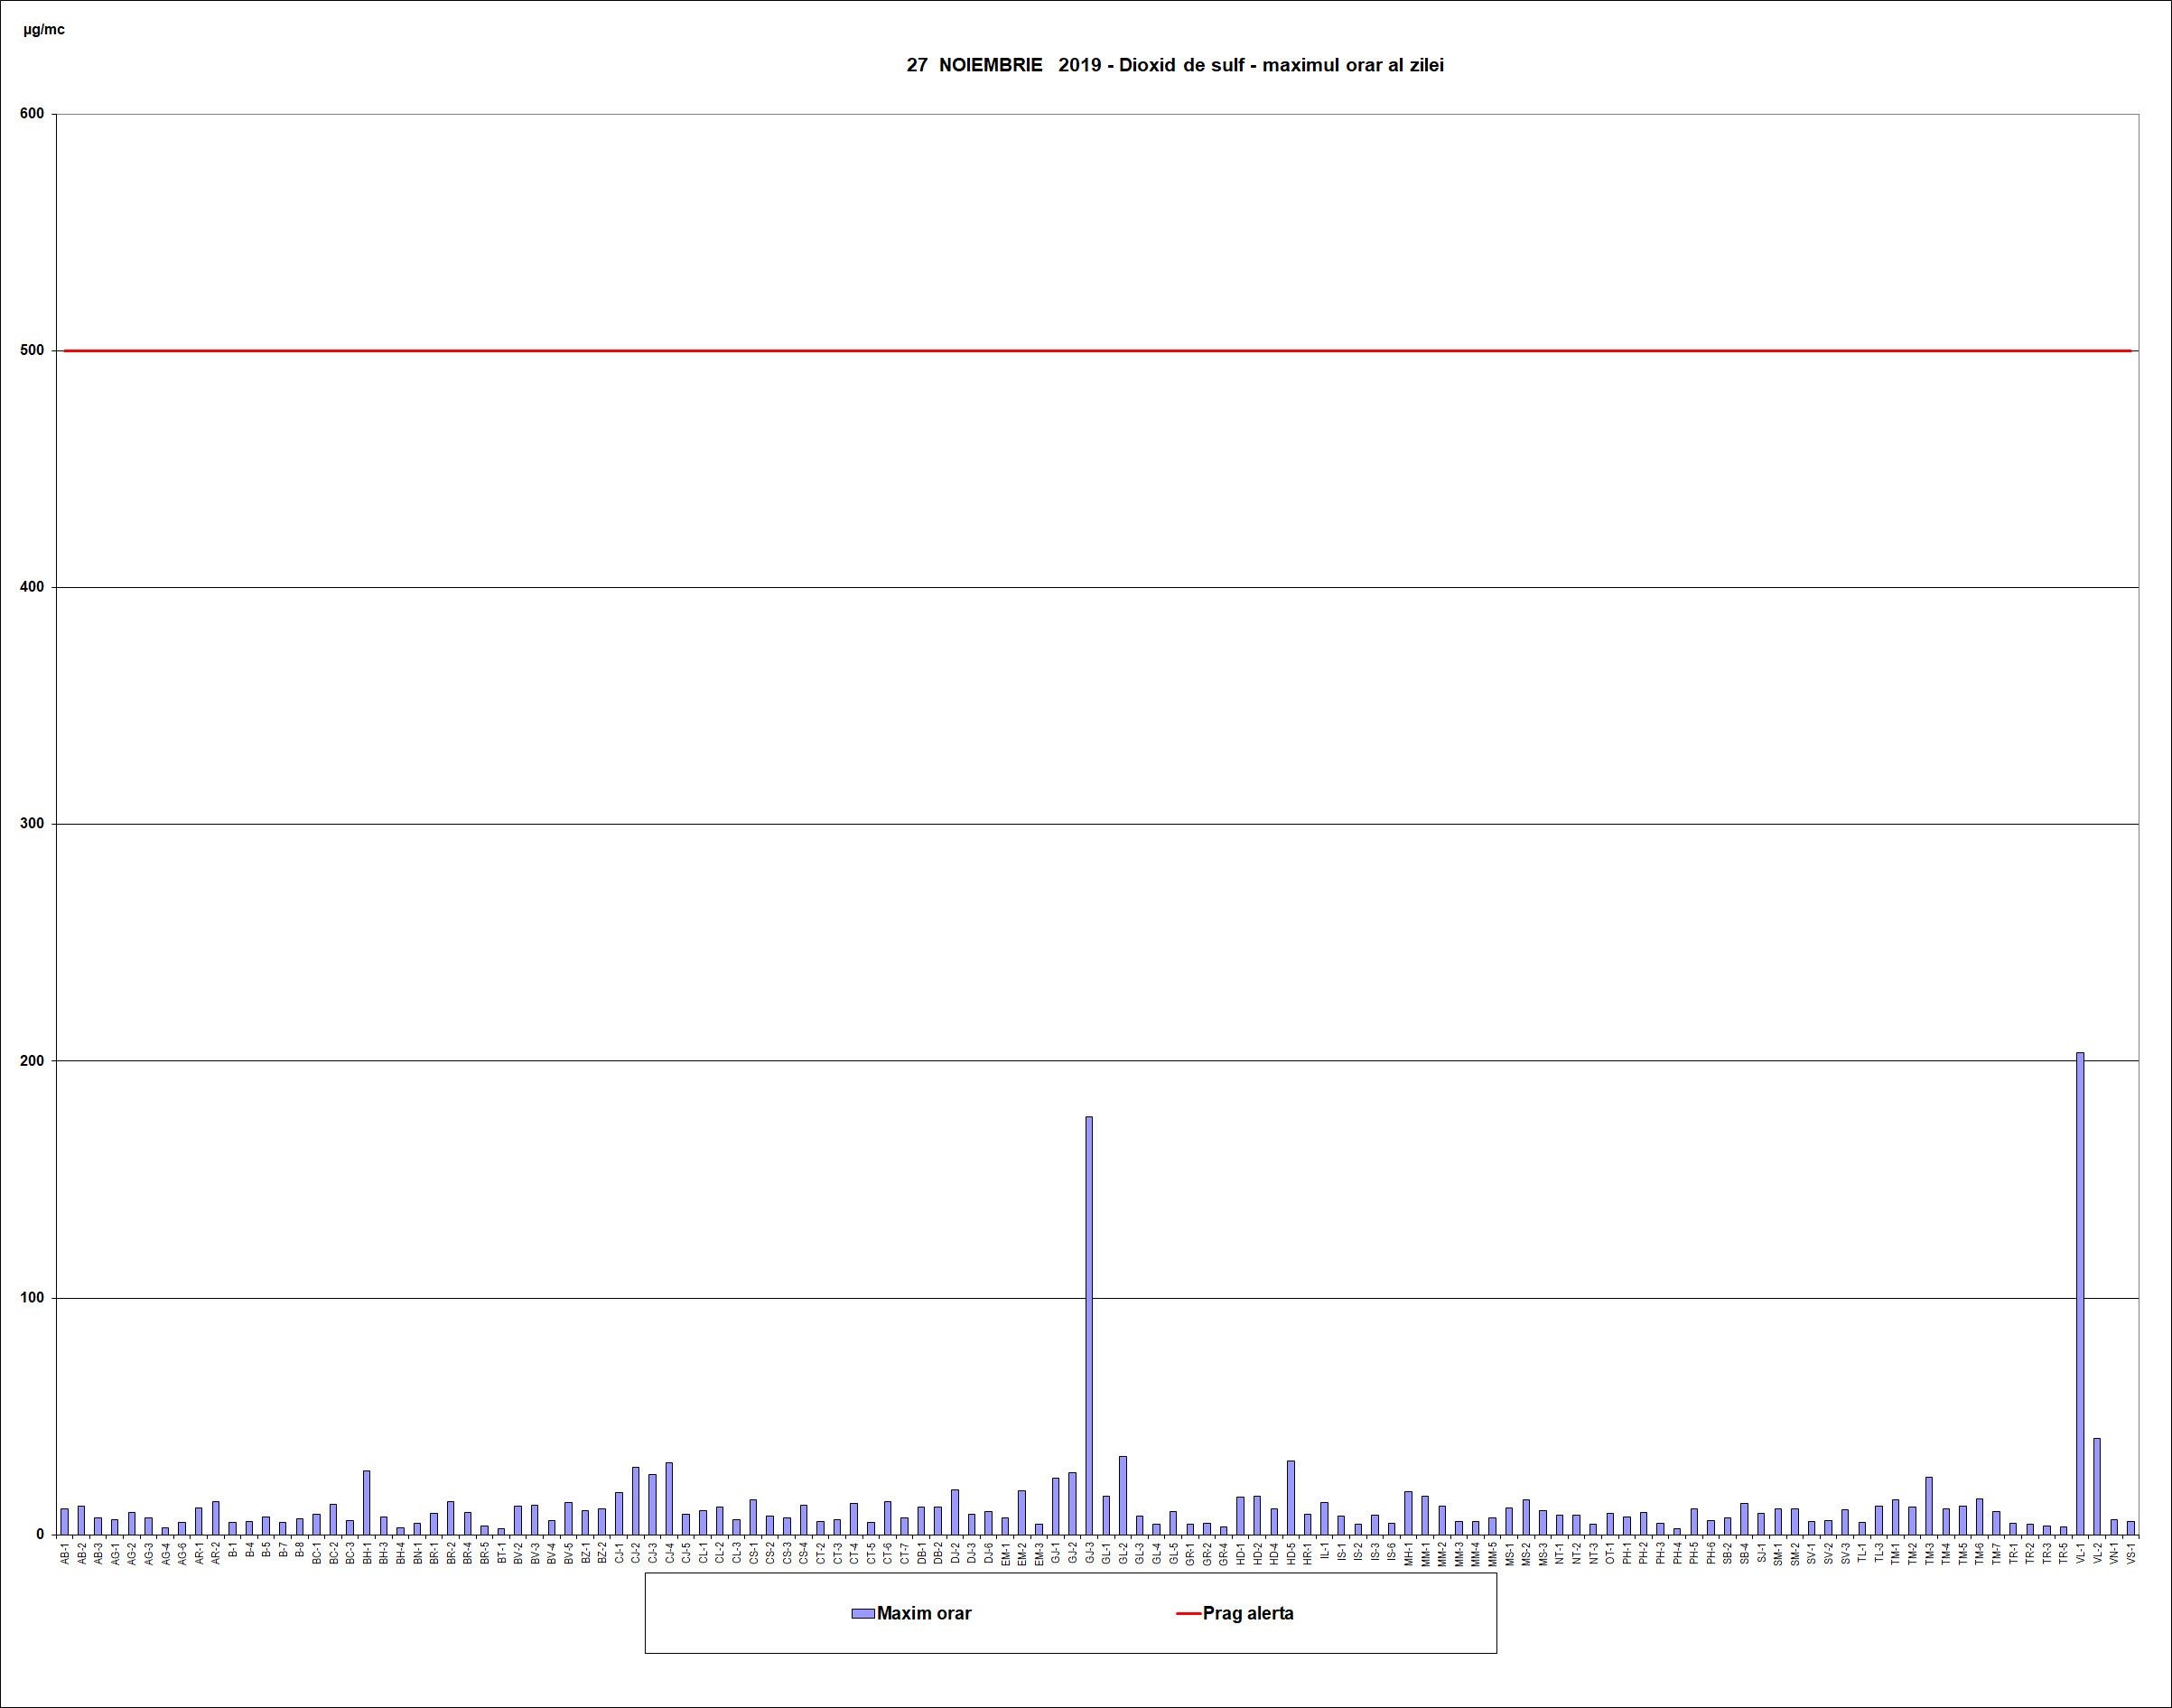 µg/mc
27 NOIEMBRIE 2019 - Dioxid de sulf - maximul orar al zilei
600
500
400
300
200
100
0
AB-1 AB-2 AB-3 AG-1 AG-2 AG-3 AG-4 AG-6 AR-1 AR-2 B-1 B-4 B-5 B-7 B-8 BC-1 BC-2 BC-3 BH-1 BH-3 BH-4 BN-1 BR-1 BR-2 BR-4 BR-5 BT-1 BV-2 BV-3 BV-4 BV-5 BZ-1 BZ-2 CJ-1 CJ-2 CJ-3 CJ-4 CJ-5 CL-1 CL-2 CL-3 CS-1 CS-2 CS-3 CS-4 CT-2 CT-3 CT-4 CT-5 CT-6 CT-7 DB-1 DB-2 DJ-2 DJ-3 DJ-6 EM-1 EM-2 EM-3 GJ-1 GJ-2 GJ-3 GL-1 GL-2 GL-3 GL-4 GL-5 GR-1 GR-2 GR-4 HD-1 HD-2 HD-4 HD-5 HR-1 IL-1 IS-1 IS-2 IS-3 IS-6 MH-1 MM-1 MM-2 MM-3 MM-4 MM-5 MS-1 MS-2 MS-3 NT-1 NT-2 NT-3 OT-1 PH-1 PH-2 PH-3 PH-4 PH-5 PH-6 SB-2 SB-4 SJ-1 SM-1 SM-2 SV-1 SV-2 SV-3 TL-1 TL-3 TM-1 TM-2 TM-3 TM-4 TM-5 TM-6 TM-7 TR-1 TR-2 TR-3 TR-5 VL-1 VL-2 VN-1 VS-1
Maxim orar Prag alerta